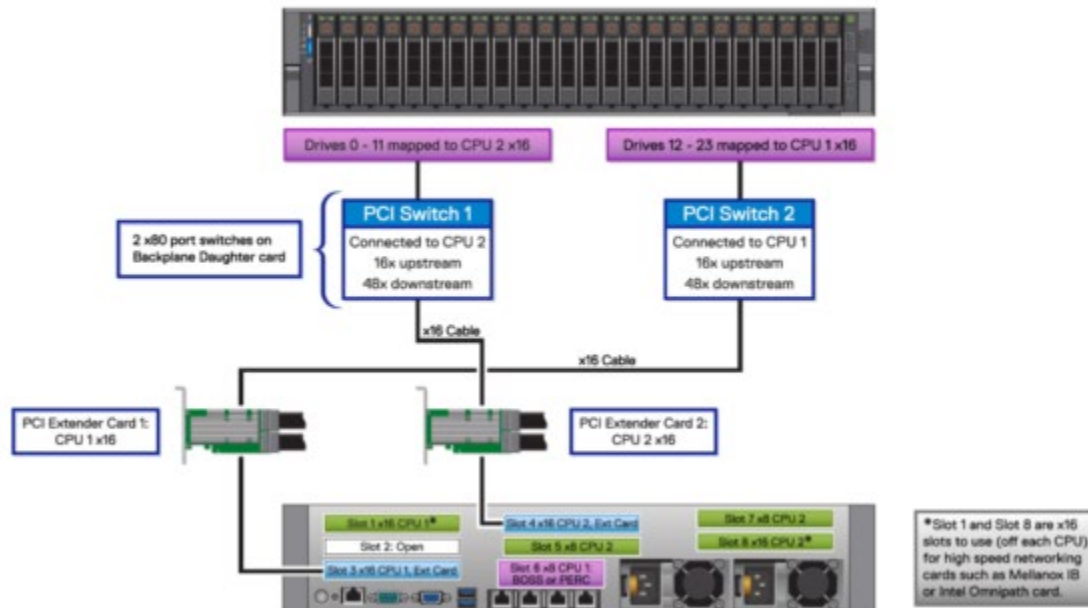 Drives 0 - 11 mapped to CPU 2 x16
Drives 12 - 23 mapped to CPU 1 x16
2 x80 port switches on
Backplane Daughter card
PCI Switch 1
Connected to CPU 2
16x upstream
48x downstream
PCI Switch 2
Connected to CPU 1
16x upstream
48x downstream
x16 Cable
x16 Cable
PCI Extender Card 1:
CPU 1 x16
PCI Extender Card 2:
CPU 2 x16
Slot 1 x16 CPU 1*
Slot 2: Open
Slot 3 x16 CPU 1, Ext Card
Slot 4 x16 CPU 2, Ext Card
Slot 5 x8 CPU 2
Slot 6 x8 CPU 1:
BOSS or PERC
Slot 7 x8 CPU 2
Slot 8 x16 CPU 2*
*Slot 1 and Slot 8 are x16
slots to use (off each CPU)
for high speed networking
cards such as Mellanox IB
or Intel Omnipath card.